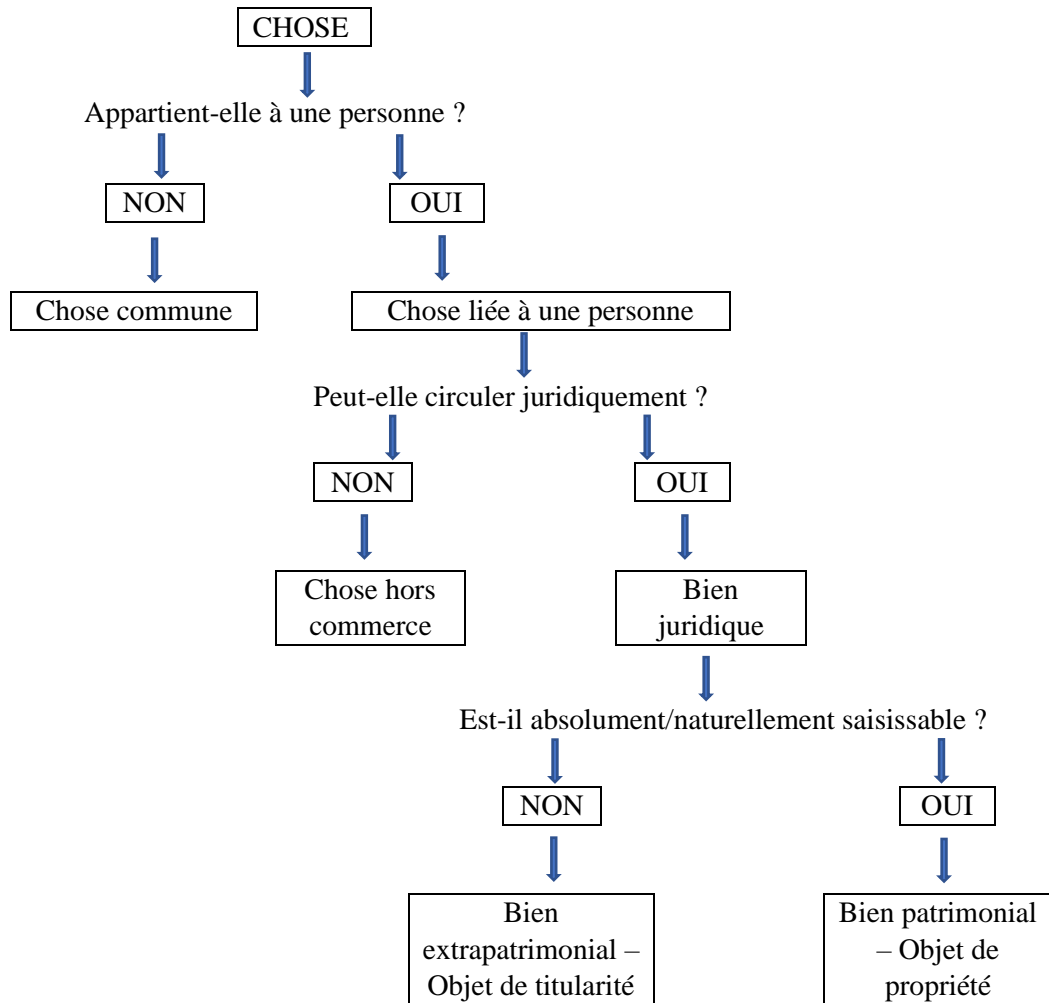 CHOSE
Appartient-elle à une personne ?
NON
OUI
Chose commune
Chose liée à une personne
Peut-elle circuler juridiquement ?
NON
OUI
Chose hors
commerce
Bien
juridique
Est-il absolument/naturellement saisissable ?
NON
OUI
Bien
extrapatrimonial –
Objet de titularité
Bien patrimonial
– Objet de
propriété